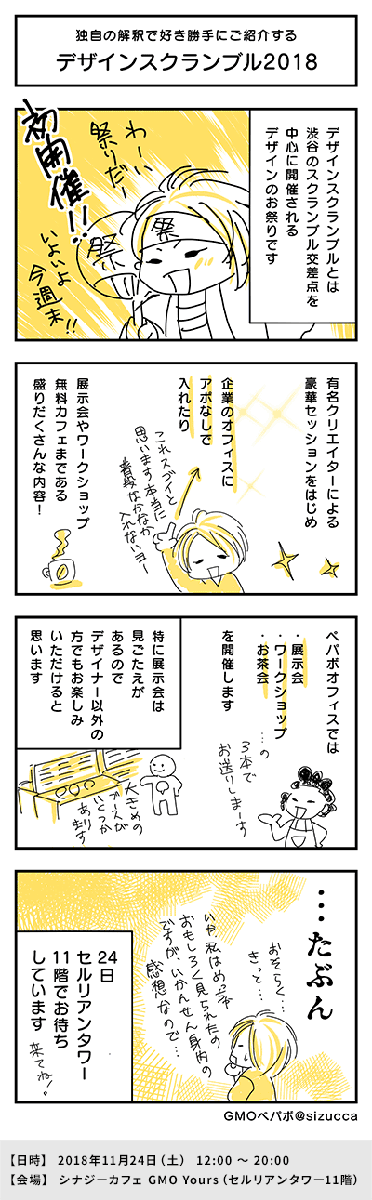 独自の解釈で好き勝手にご紹介する
デザインスクランブル2018
デザインスクランブルとは
渋谷のスクランブル交差点を
中心に開催される
デザインのお祭りです
わーい
祭りだー
初開催!!
祭
祭
いよいよ
今週末!!
有名クリエイターによる
豪華セッションをはじめ
企業のオフィスに
アポなしで
入れたり
これスゴイと
思います本当に
普段はなかなか
入れないヨー
展示会やワークショップ
無料カフェまである
盛りだくさんな内容!
ペパボオフィスでは
・展示会
・ワークショップ
・お茶会
を開催します
…の
3本で
お送りしまーす
特に展示会は
見ごたえが
あるので
デザイナー以外の
方でもお楽しみ
いただけると
思います
大きめの
ブースが
いくつか
あります
…たぶん
おそらく…
きっと…
いや、私はめっちゃ
おもしろく見られたの
ですが、いかんせん身内の
感想なので…
24日
セルリアンタワー
11階でお待ち
しています
来てね!
GMOペパボ@sizucca
【日時】 2018年11月24日(土) 12:00 〜 20:00
【会場】 シナジーカフェ GMO Yours(セルリアンタワー11階)